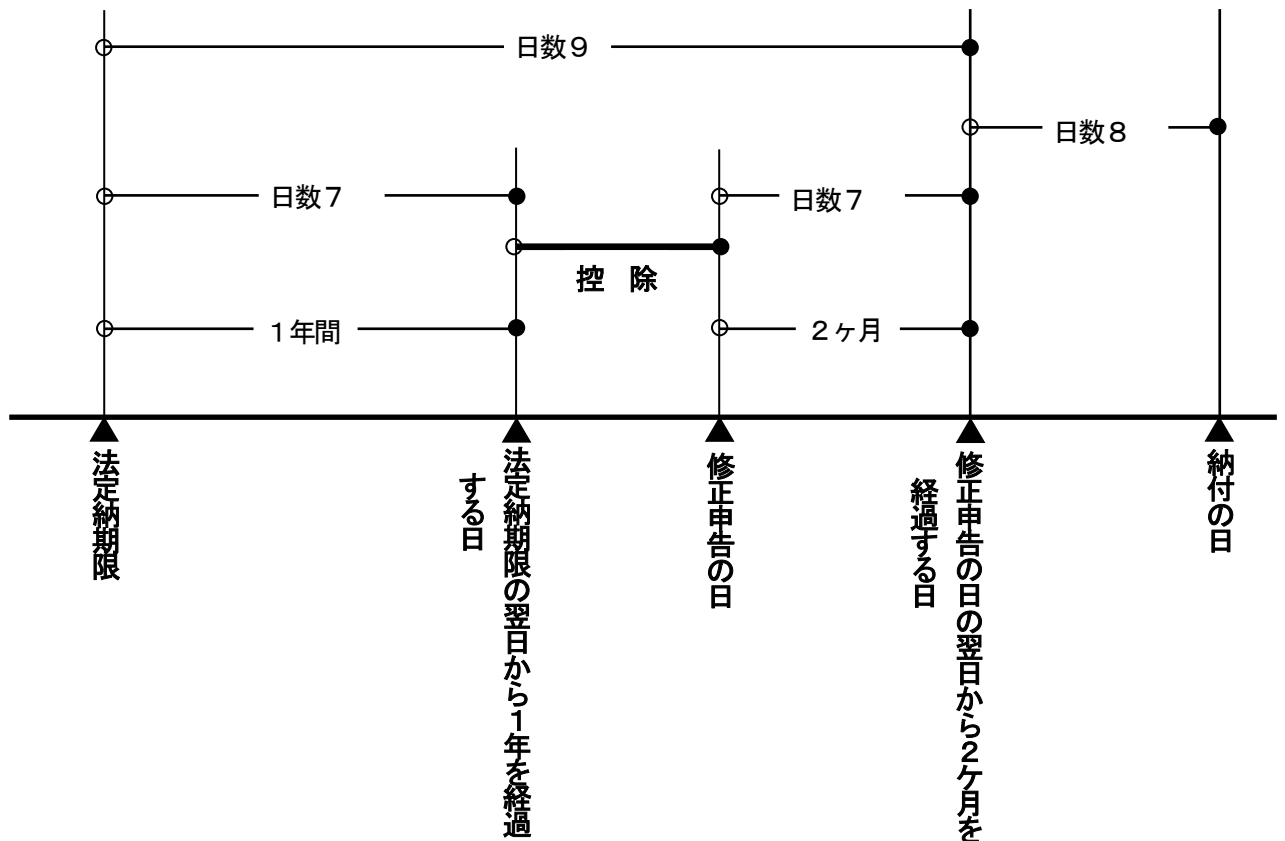 日数９
日数８
日数７
日数７
控　除
１年間
２ヶ月
法定納期限
法定納期限の翌日から１年を経過
する日
修正申告の日
修正申告の日の翌日から２ケ月を
経過する日
納付の日